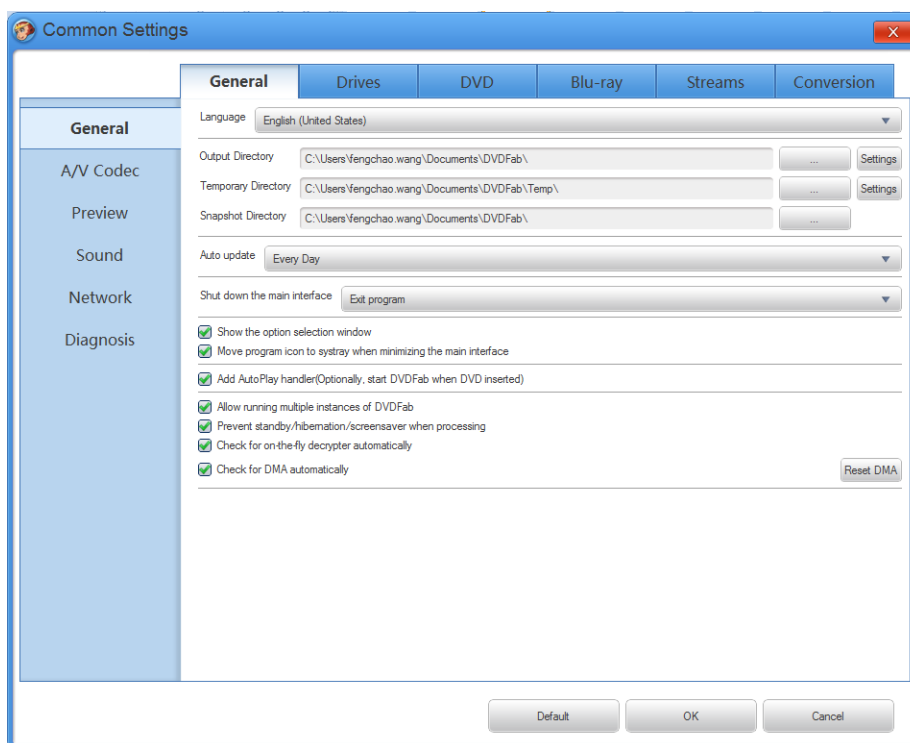 Common Settings
X
General Drives DVD Blu-ray Streams Conversion
General
A/V Codec
Preview
Sound
Network
Diagnosis
Language English (United States)
Output Directory C:\Users\fengchao.wang\Documents\DVDFab\ ... Settings
Temporary Directory C:\Users\fengchao.wang\Documents\DVDFab\Temp\ ... Settings
Snapshot Directory C:\Users\fengchao.wang\Documents\DVDFab\ ...
Auto update Every Day
Shut down the main interface Exit program
Show the option selection window
Move program icon to systray when minimizing the main interface
Add AutoPlay handler(Optionally, start DVDFab when DVD inserted)
Allow running multiple instances of DVDFab
Prevent standby/hibernation/screensaver when processing
Check for on-the-fly decrypter automatically
Check for DMA automatically Reset DMA
Default OK Cancel